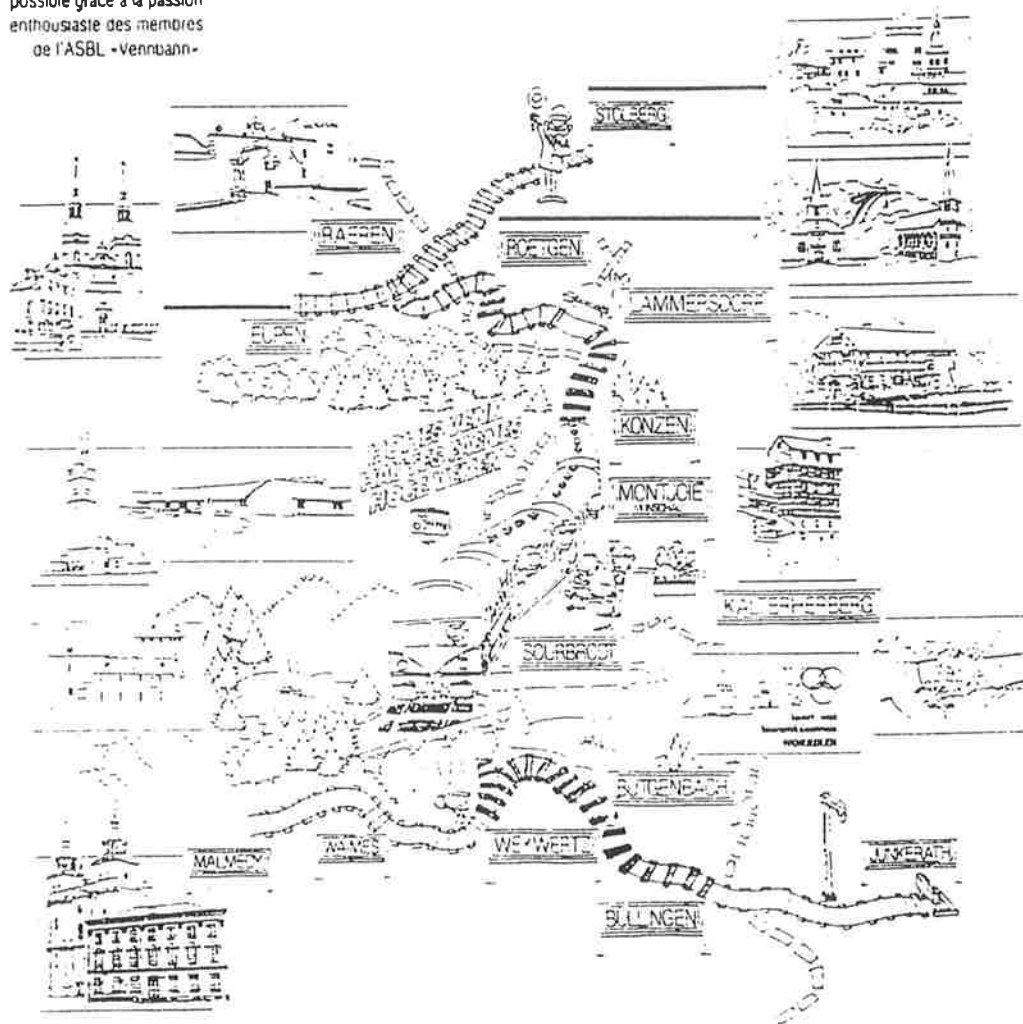 possible grâce à la passion
enthousiaste des membres
de l'ASBL «Vennbahn»
STOLBERG
RAEREN
ROETGEN
LAMMERSDORF
EUPEN
KONZEN
MONTJOIE
KALTERHERBERG
SOURBRODT
BÜTGENBACH
MALMEDY
WAIMES
WEYWERTZ
JUNKERATH
BÜLLINGEN